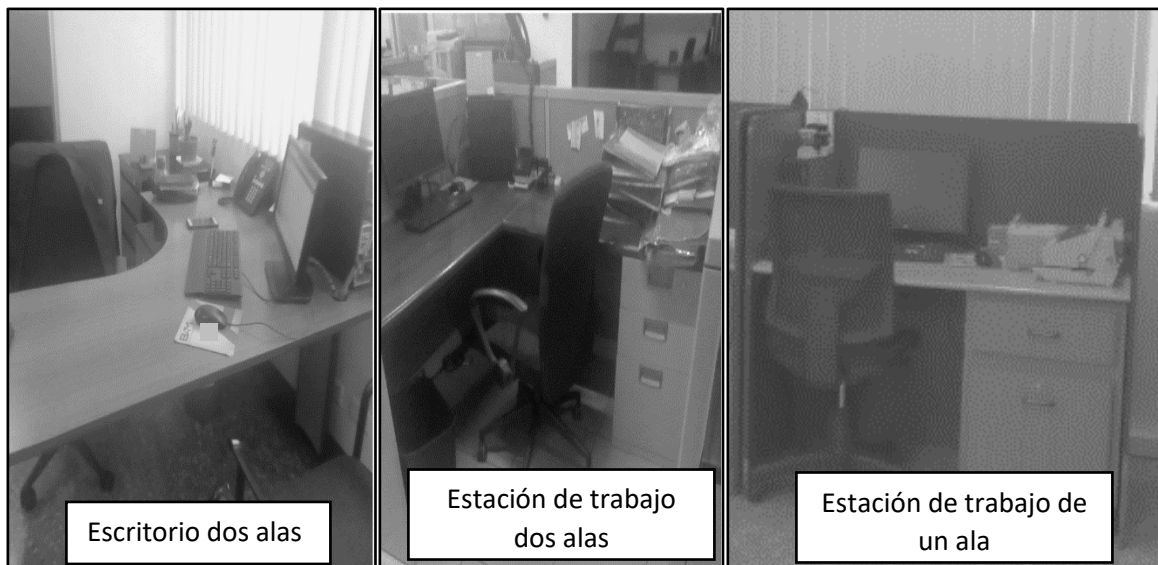 Escritorio dos alas
Estación de trabajo
dos alas
Estación de trabajo de
un ala